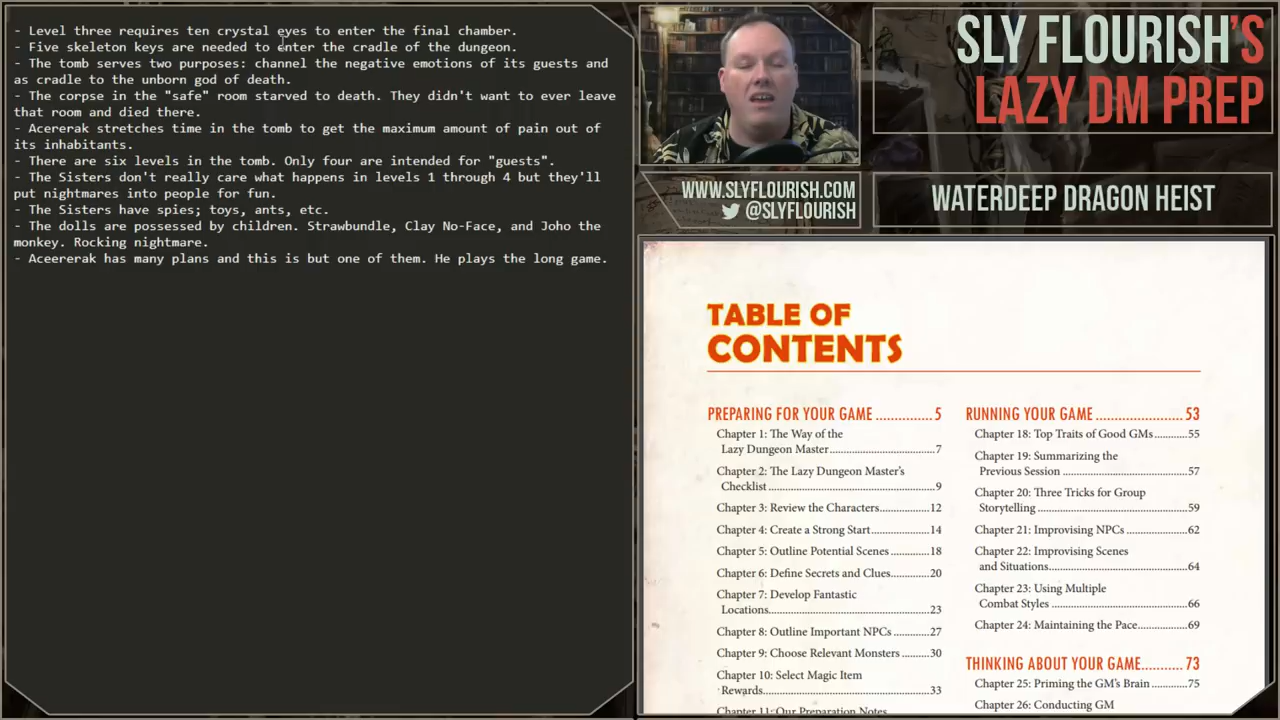 - Level three requires ten crystal eyes to enter the final chamber.
- Five skeleton keys are needed to enter the cradle of the dungeon.
- The tomb serves two purposes: channel the negative emotions of its guests and
as cradle to the unborn god of death.
- The corpse in the "safe" room starved to death. They didn't want to ever leave
that room and died there.
- Acererak stretches time in the tomb to get the maximum amount of pain out of
its inhabitants.
- There are six levels in the tomb. Only four are intended for "guests".
- The Sisters don't really care what happens in levels 1 through 4 but they'll
put nightmares into people for fun.
- The Sisters have spies; toys, ants, etc.
- The dolls are possessed by children. Strawbundle, Clay No-Face, and Joho the
monkey. Rocking nightmare.
- Aceererak has many plans and this is but one of them. He plays the long game.
SLY FLOURISH'S
LAZY DM PREP
WWW.SLYFLOURISH.COM
@SLYFLOURISH
WATERDEEP DRAGON HEIST
TABLE OF
CONTENTS
PREPARING FOR YOUR GAME ............... 5
Chapter 1: The Way of the
Lazy Dungeon Master ............... 7
Chapter 2: The Lazy Dungeon Master's
Checklist ............... 9
Chapter 3: Review the Characters ............... 12
Chapter 4: Create a Strong Start ............... 14
Chapter 5: Outline Potential Scenes ............... 18
Chapter 6: Define Secrets and Clues ............... 20
Chapter 7: Develop Fantastic
Locations ............... 23
Chapter 8: Outline Important NPCs ............... 27
Chapter 9: Choose Relevant Monsters ............... 30
Chapter 10: Select Magic Item
Rewards ............... 33
Chapter 11: Our Preparation Notes
RUNNING YOUR GAME ............... 53
Chapter 18: Top Traits of Good GMs ............... 55
Chapter 19: Summarizing the
Previous Session ............... 57
Chapter 20: Three Tricks for Group
Storytelling ............... 59
Chapter 21: Improvising NPCs ............... 62
Chapter 22: Improvising Scenes
and Situations ............... 64
Chapter 23: Using Multiple
Combat Styles ............... 66
Chapter 24: Maintaining the Pace ............... 69
THINKING ABOUT YOUR GAME ............... 73
Chapter 25: Priming the GM's Brain ............... 75
Chapter 26: Conducting GM